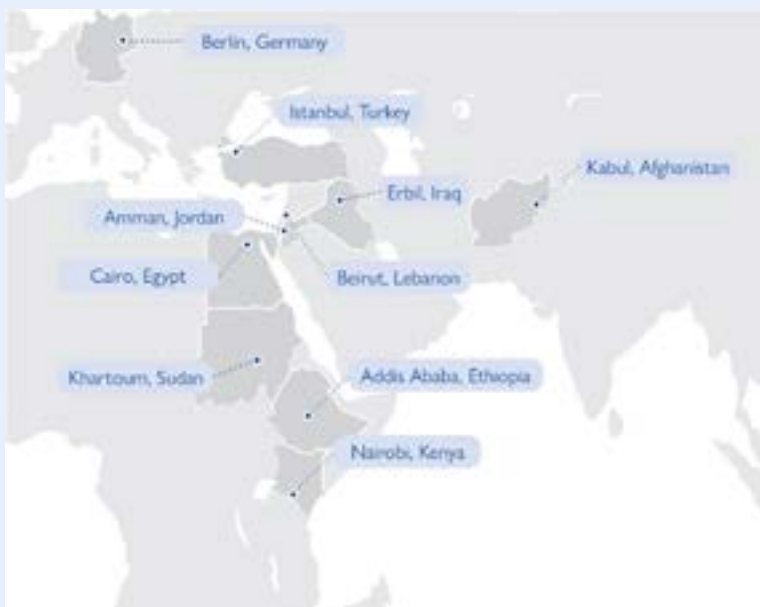 Berlin, Germany
Istanbul, Turkey
Kabul, Afghanistan
Erbil, Iraq
Amman, Jordan
Cairo, Egypt
Beirut, Lebanon
Khartoum, Sudan
Addis Ababa, Ethiopia
Nairobi, Kenya